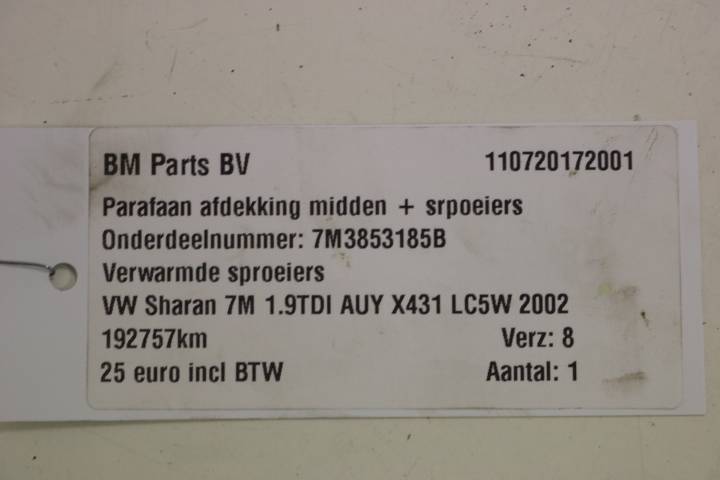 BM Parts BV 110720172001
Parafaan afdekking midden + srpoeiers
Onderdeelnummer: 7M3853185B
Verwarmde sproeiers
VW Sharan 7M 1.9TDI AUY X431 LC5W 2002
192757km Verz: 8
25 euro incl BTW Aantal: 1